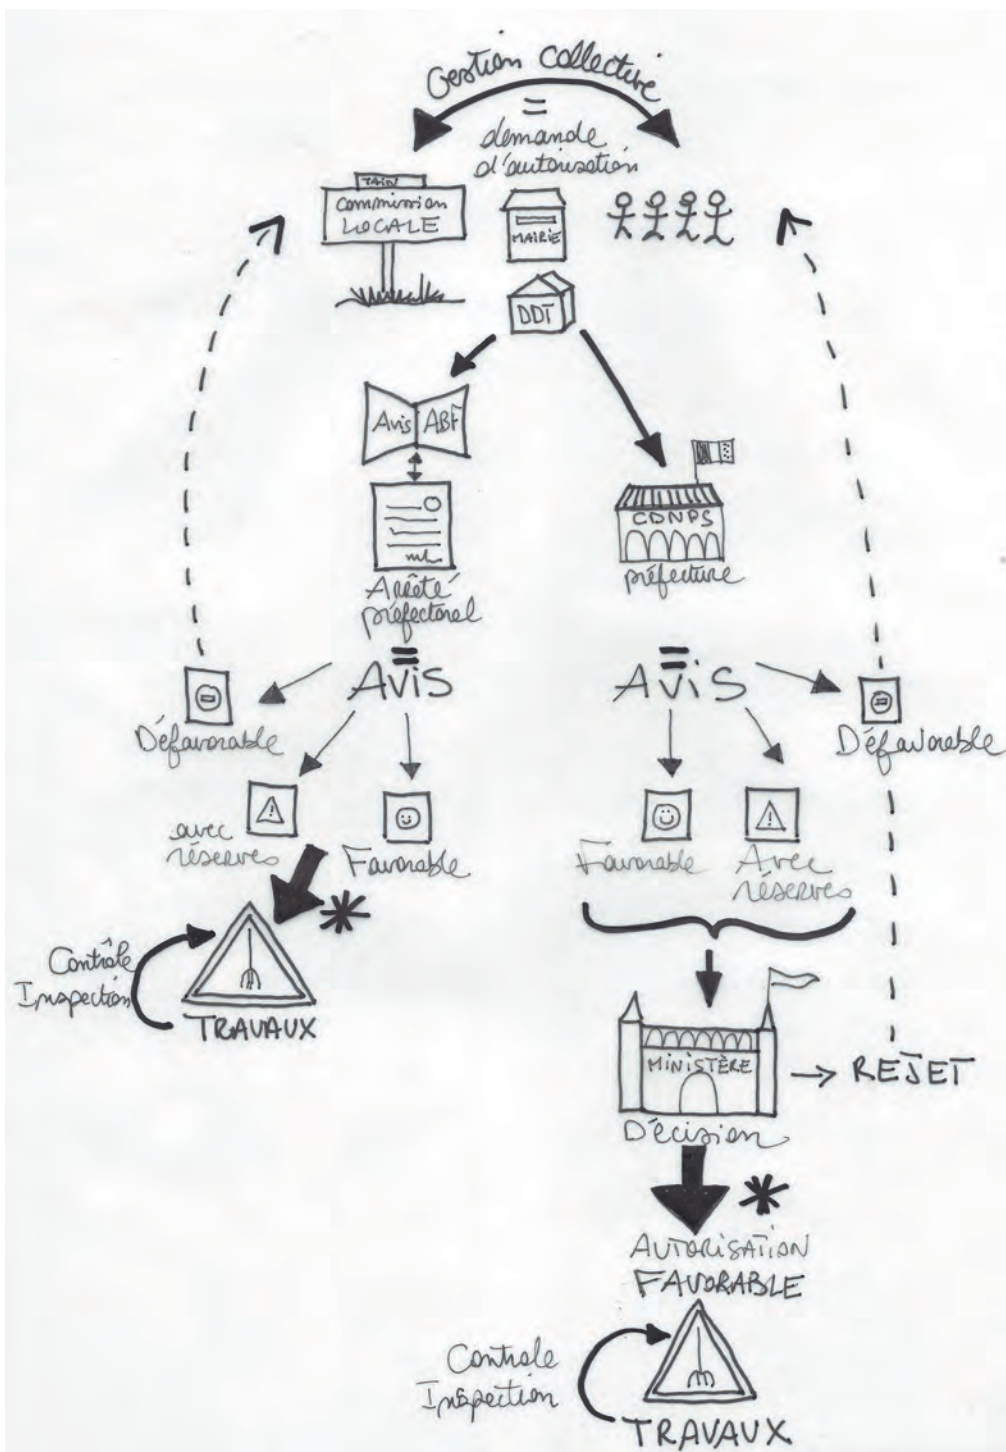 Gestion collective
=
demande
d'autorisation
TAIN
Commission
LOCALE
MAIRIE
DDT
Avis ABF
CDNPS
préfecture
Arrêté
préfectoral
=
AVIS
=
AVIS
Défavorable
Défavorable
avec
réserves
Favorable
Favorable
Avec
réserves
*
Contrôle
Inspection
TRAVAUX
MINISTÈRE
→ REJET
Décision
*
AUTORISATION
FAVORABLE
Controle
Inspection
TRAVAUX